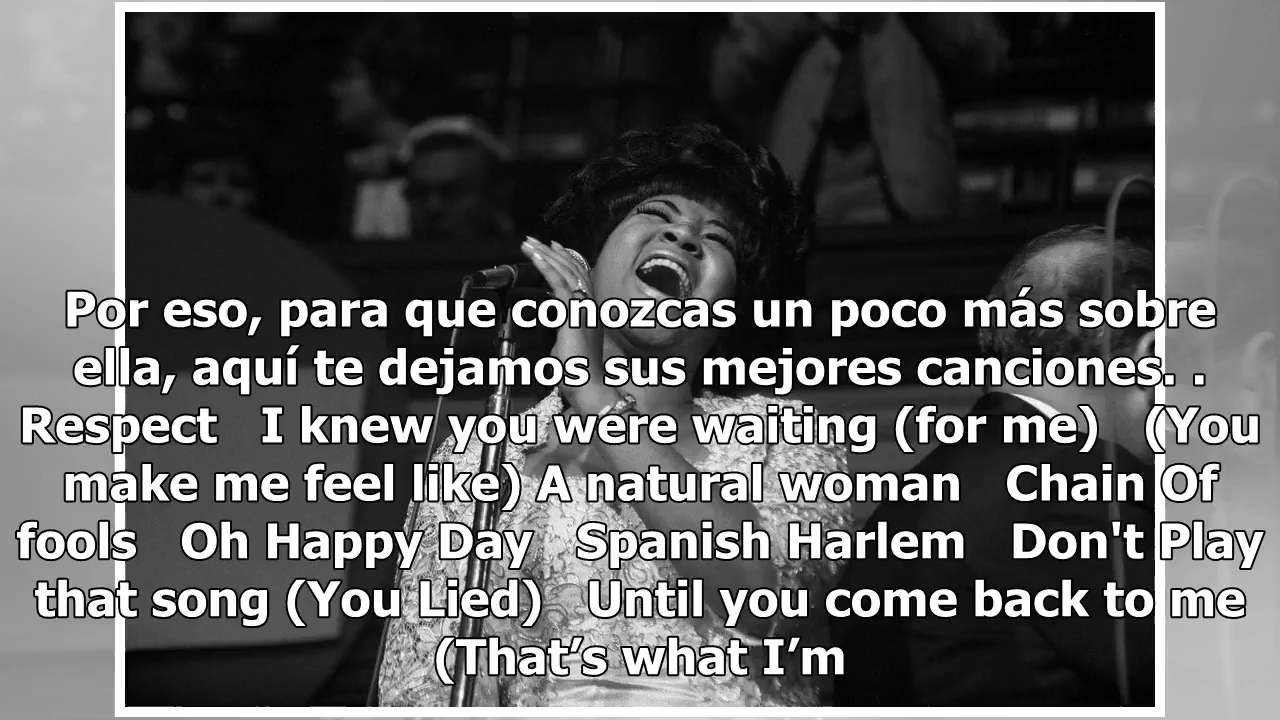 Por eso, para que conozcas un poco más sobre
ella, aquí te dejamos sus mejores canciones. .
Respect   I knew you were waiting (for me)   (You
make me feel like) A natural woman   Chain Of
fools   Oh Happy Day   Spanish Harlem   Don't Play
that song (You Lied)   Until you come back to me
(That’s what I’m